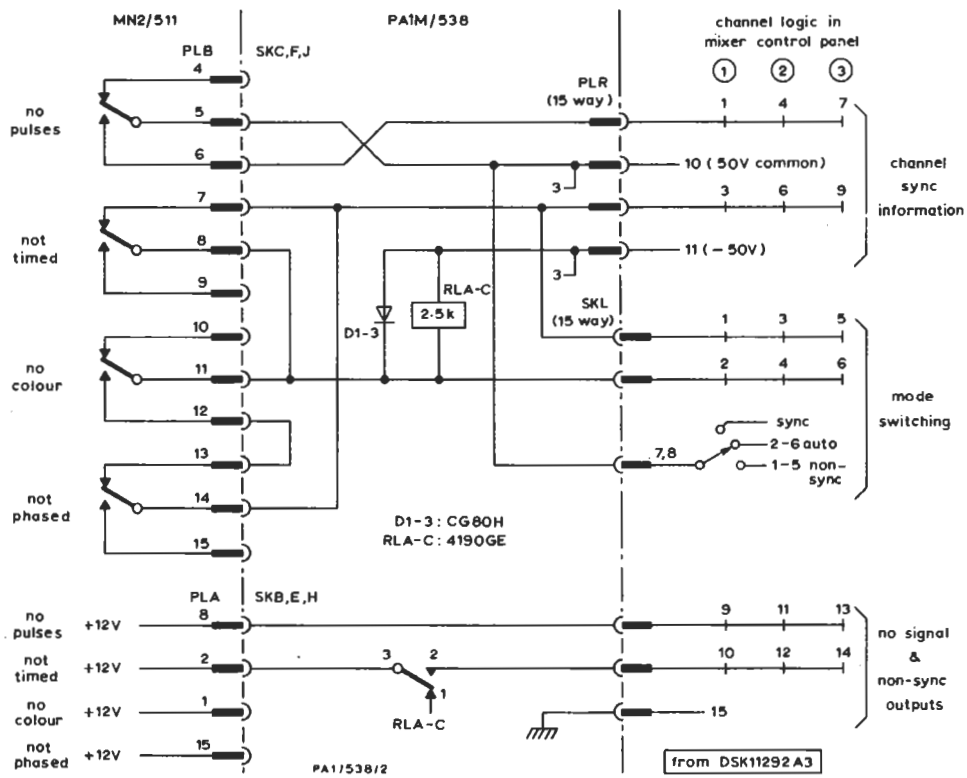 MN2/511
PA1M/538
channel logic in
mixer control panel
1 2 3
PLB
SKC,F,J
PLR
(15 way)
no
pulses
4
5
6
1 4 7
3
10 (50V common)
channel
sync
information
not
timed
7
8
9
3 6 9
3
11 (-50V)
D1-3
RLA-C
2.5k
SKL
(15 way)
no
colour
10
11
12
1 3 5
2 4 6
mode
switching
7,8
sync
2-6 auto
1-5 non-
sync
not
phased
13
14
15
D1-3: CG80H
RLA-C: 4190GE
PLA
SKB,E,H
no
pulses
+12V
8
9 11 13
not
timed
+12V
2
3
2
1
RLA-C
10 12 14
no signal
&
non-sync
outputs
no
colour
+12V
1
15
not
phased
+12V
15
PA1/538/2
from DSK11292A3